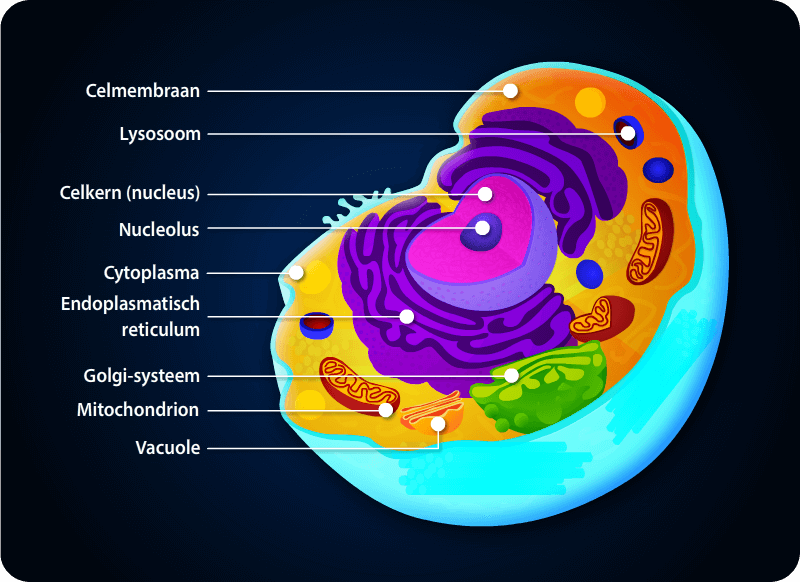 Celmembraan
Lysosoom
Celkern (nucleus)
Nucleolus
Cytoplasma
Endoplasmatisch
reticulum
Golgi-systeem
Mitochondrion
Vacuole